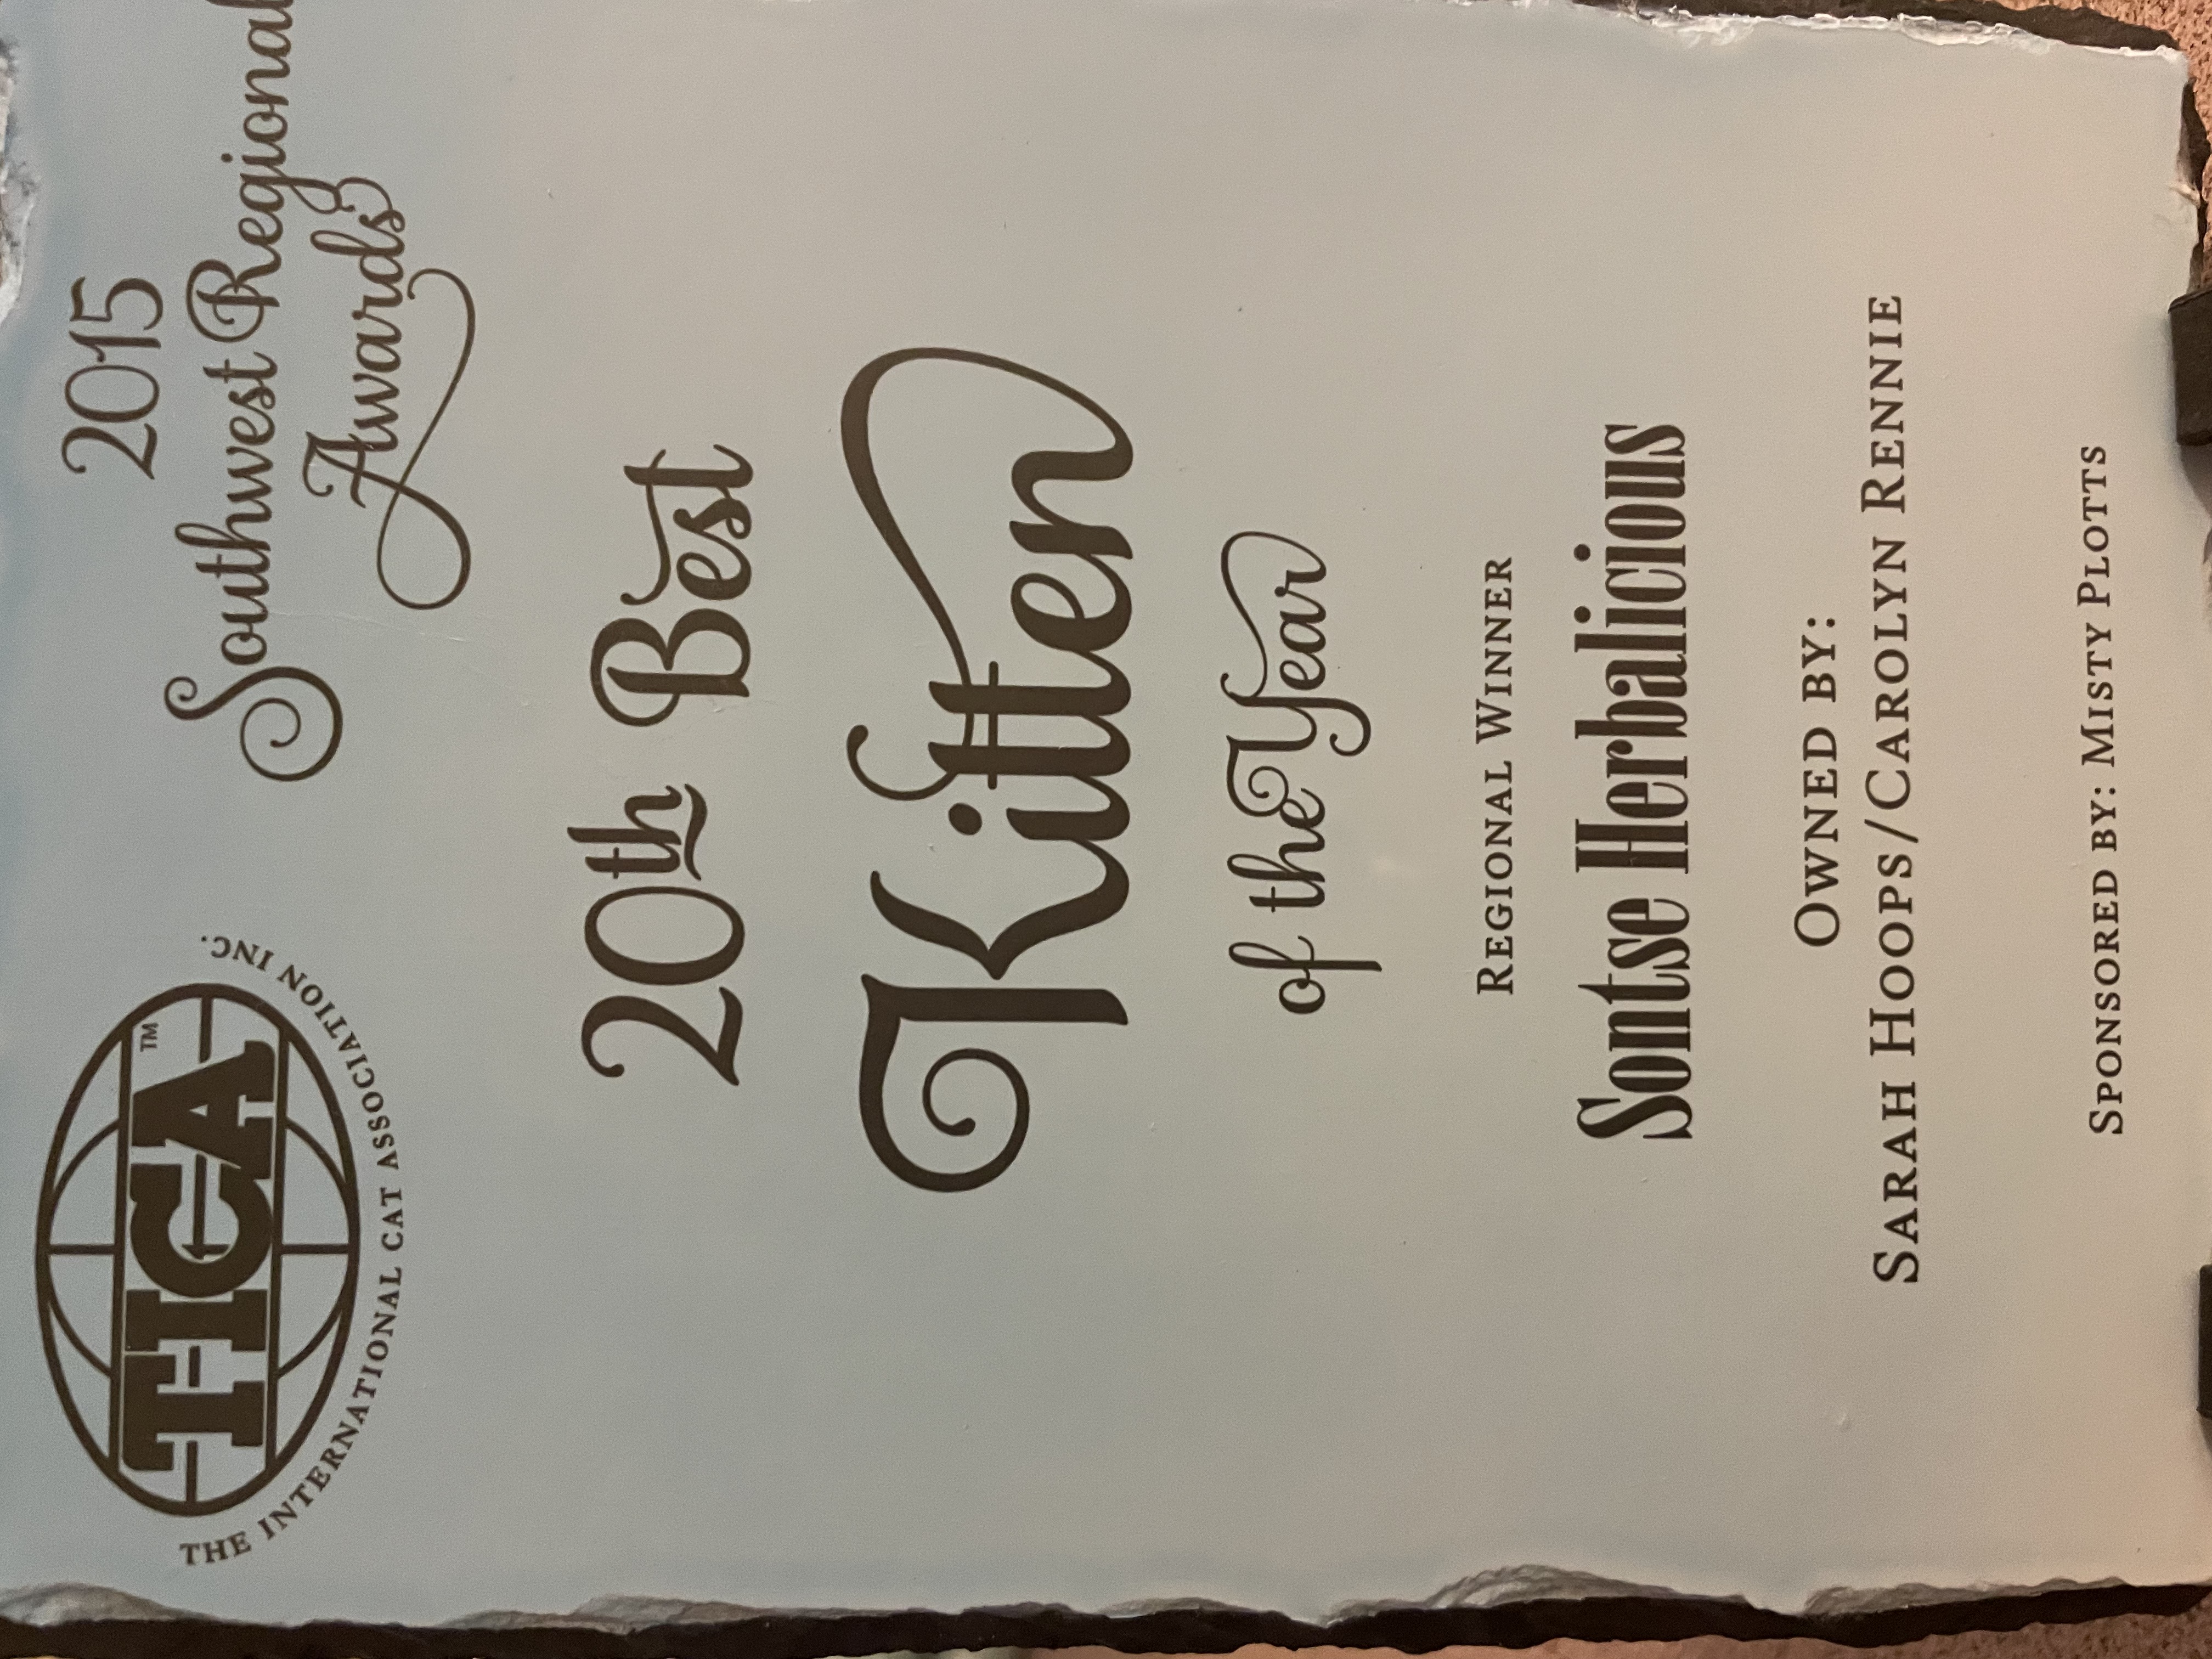 TICA™
THE INTERNATIONAL CAT ASSOCIATION INC.
2015
Southwest Regional
Awards
20th Best
Kitten
of the Year
REGIONAL WINNER
Sontse Herbalicious
OWNED BY:
SARAH HOOPS/CAROLYN RENNIE
SPONSORED BY: MISTY PLOTTS